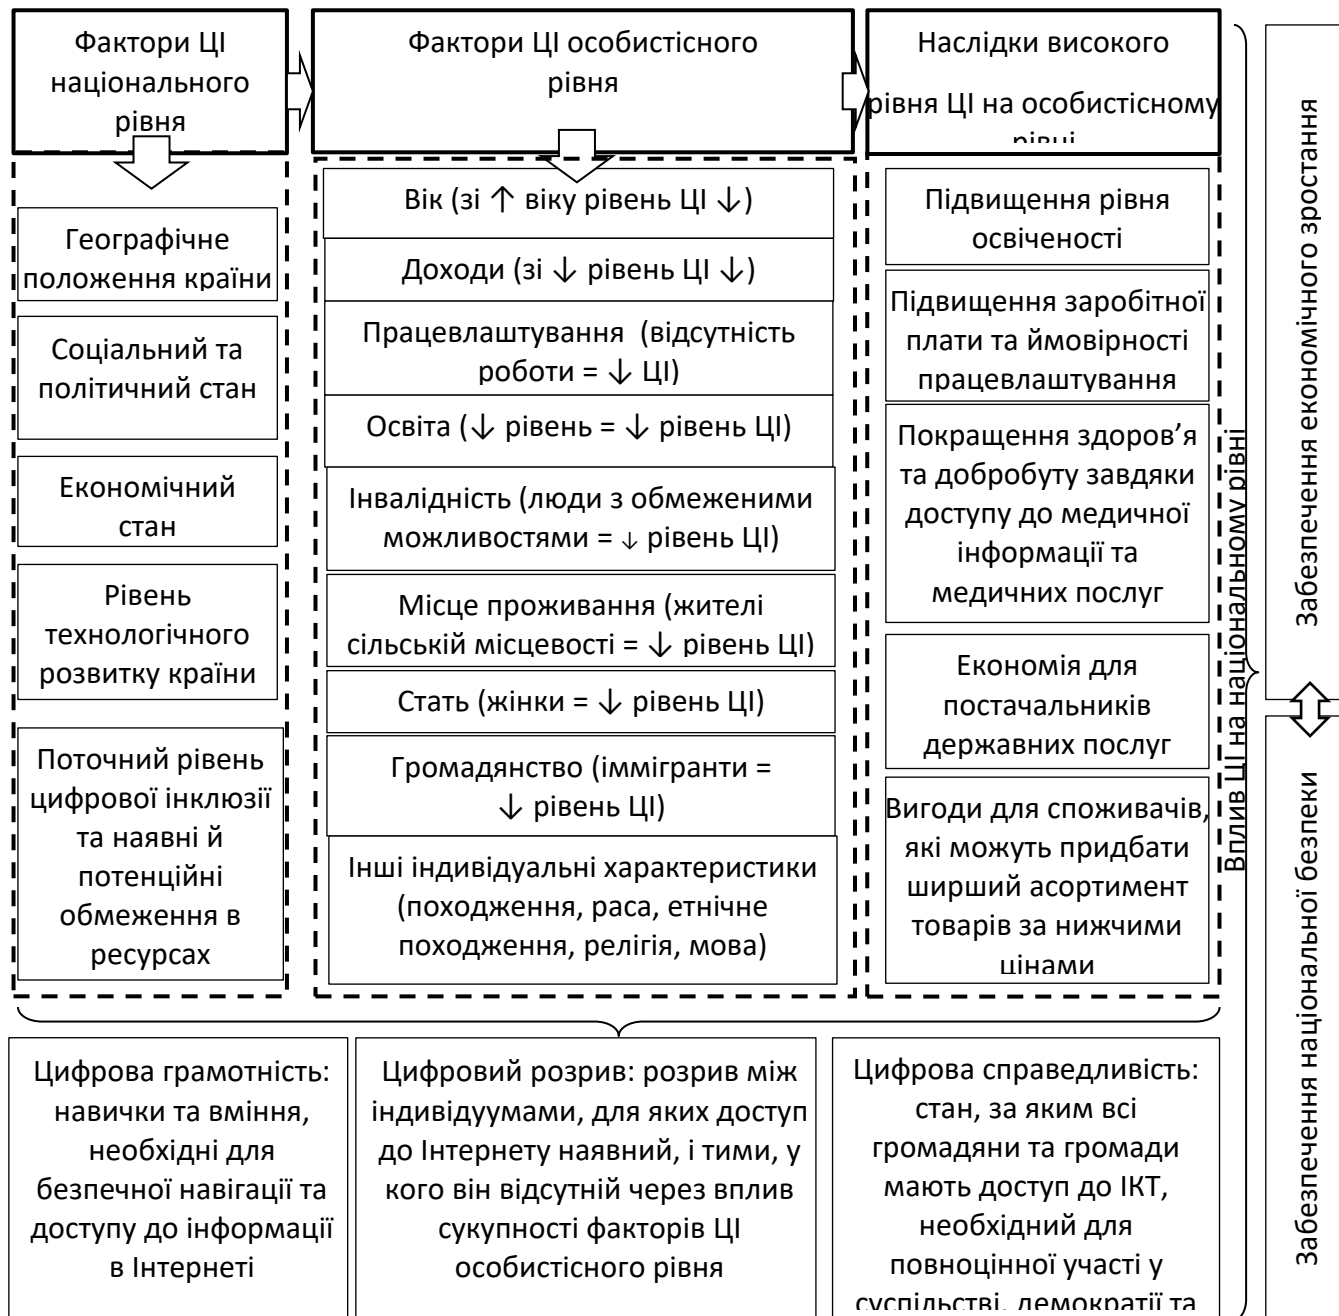 Фактори ЦІ
національного
рівня
Фактори ЦІ особистісного
рівня
Наслідки високого
рівня ЦІ на особистісному
рівні
Географічне
положення країни
Соціальний та
політичний стан
Економічний
стан
Рівень
технологічного
розвитку країни
Поточний рівень
цифрової інклюзії
та наявні й
потенційні
обмеження в
ресурсах
Вік (зі ↑ віку рівень ЦІ ↓)
Доходи (зі ↓ рівень ЦІ ↓)
Працевлаштування (відсутність
роботи = ↓ ЦІ)
Освіта (↓ рівень = ↓ рівень ЦІ)
Інвалідність (люди з обмеженими
можливостями = ↓ рівень ЦІ)
Місце проживання (жителі
сільській місцевості = ↓ рівень ЦІ)
Стать (жінки = ↓ рівень ЦІ)
Громадянство (іммігранти =
↓ рівень ЦІ)
Інші індивідуальні характеристики
(походження, раса, етнічне
походження, релігія, мова)
Підвищення рівня
освіченості
Підвищення заробітної
плати та ймовірності
працевлаштування
Покращення здоров’я
та добробуту завдяки
доступу до медичної
інформації та
медичних послуг
Економія для
постачальників
державних послуг
Вигоди для споживачів,
які можуть придбати
ширший асортимент
товарів за нижчими
цінами
Вплив ЦІ на національному рівні
Забезпечення економічного зростання
Забезпечення національної безпеки
Цифрова грамотність:
навички та вміння,
необхідні для
безпечної навігації та
доступу до інформації
в Інтернеті
Цифровий розрив: розрив між
індивідуумами, для яких доступ
до Інтернету наявний, і тими, у
кого він відсутній через вплив
сукупності факторів ЦІ
особистісного рівня
Цифрова справедливість:
стан, за яким всі
громадяни та громади
мають доступ до ІКТ,
необхідний для
повноцінної участі у
суспільстві, демократії та